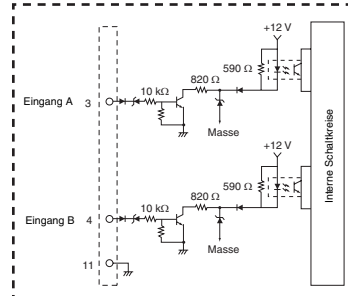 +12 V
590 Ω
820 Ω
10 kΩ
Eingang A 3
Masse
+12 V
590 Ω
820 Ω
10 kΩ
Eingang B 4
Masse
11
Interne Schaltkreise